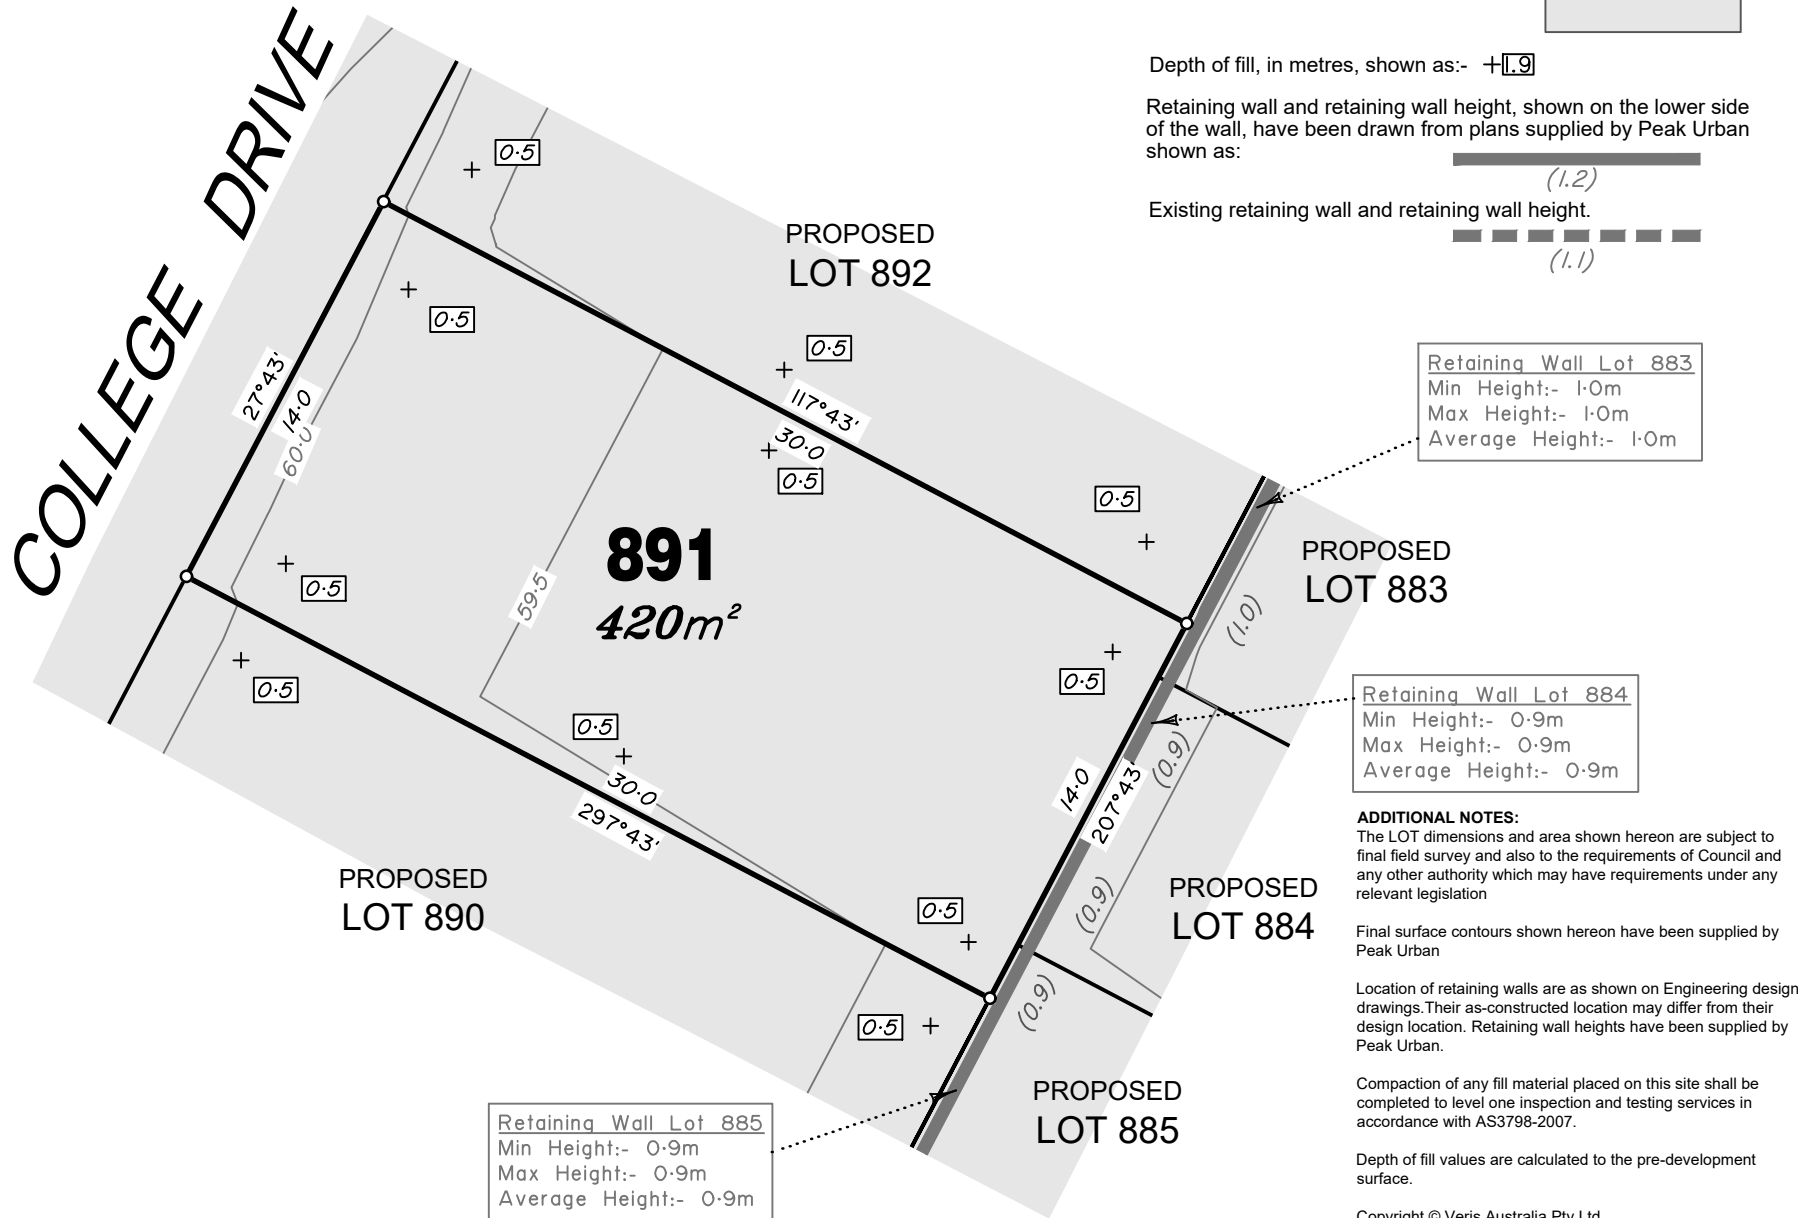 COLLEGE DRIVE
Depth of fill, in metres, shown as:- +1.9
Retaining wall and retaining wall height, shown on the lower side
of the wall, have been drawn from plans supplied by Peak Urban
shown as:
(1.2)
Existing retaining wall and retaining wall height.
(1.1)
0·5
PROPOSED
LOT 892
0·5
0·5
27°43'
14·0
60·0
117°43'
30·0
0·5
0·5
Retaining Wall Lot 883
Min Height:- 1·0m
Max Height:- 1·0m
Average Height:- 1·0m
891
420m²
59·5
0·5
0·5
PROPOSED
LOT 883
(1.0)
0·5
0·5
30·0
297°43'
14·0
207°43'
(0.9)
Retaining Wall Lot 884
Min Height:- 0·9m
Max Height:- 0·9m
Average Height:- 0·9m
PROPOSED
LOT 890
0·5
(0.9)
PROPOSED
LOT 884
0·5
(0.9)
PROPOSED
LOT 885
Retaining Wall Lot 885
Min Height:- 0·9m
Max Height:- 0·9m
Average Height:- 0·9m
ADDITIONAL NOTES:
The LOT dimensions and area shown hereon are subject to
final field survey and also to the requirements of Council and
any other authority which may have requirements under any
relevant legislation
Final surface contours shown hereon have been supplied by
Peak Urban
Location of retaining walls are as shown on Engineering design
drawings.Their as-constructed location may differ from their
design location. Retaining wall heights have been supplied by
Peak Urban.
Compaction of any fill material placed on this site shall be
completed to level one inspection and testing services in
accordance with AS3798-2007.
Depth of fill values are calculated to the pre-development
surface.
Copyright © Veris Australia Pty Ltd